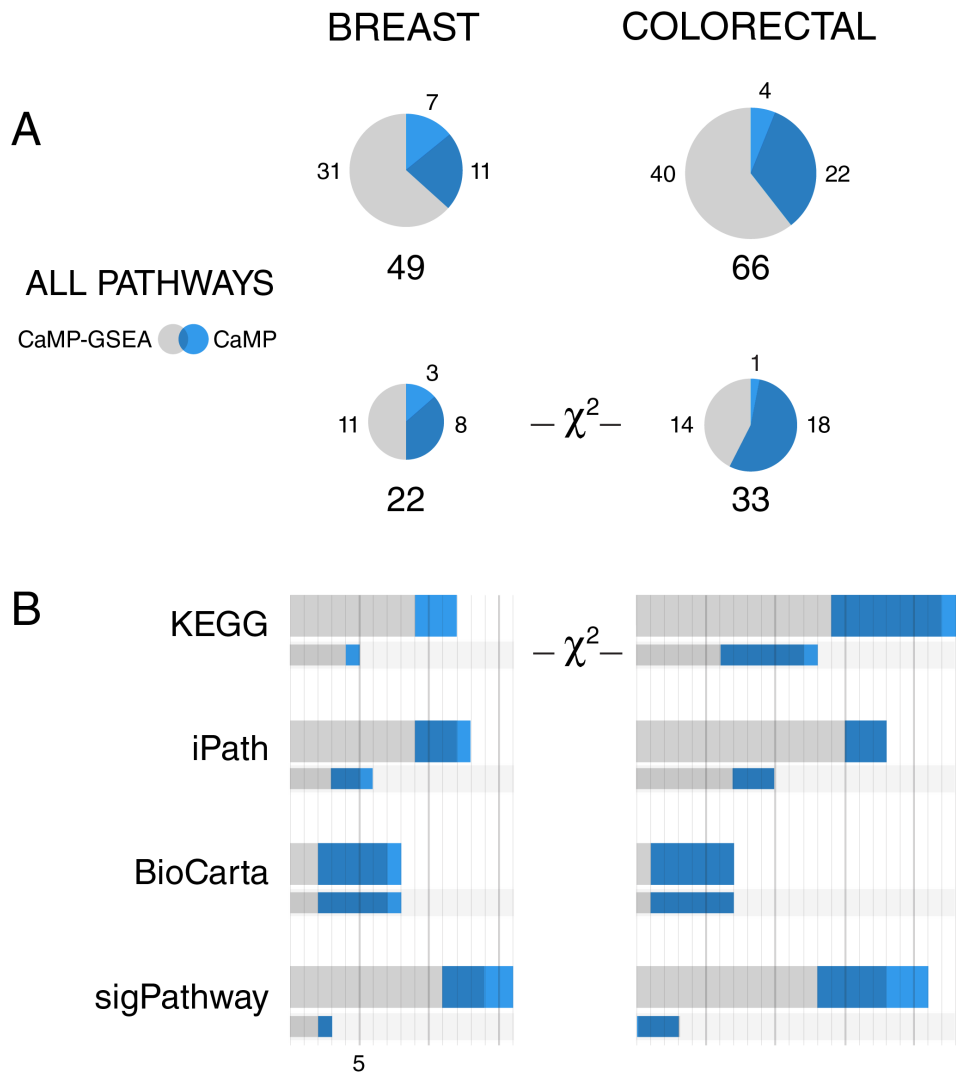 BREAST COLORECTAL
A
7 4
31 11 40 22
49 66
ALL PATHWAYS
CaMP-GSEA CaMP
3 1
11 8 – χ² – 14 18
22 33
B
KEGG – χ² –
iPath
BioCarta
sigPathway
5